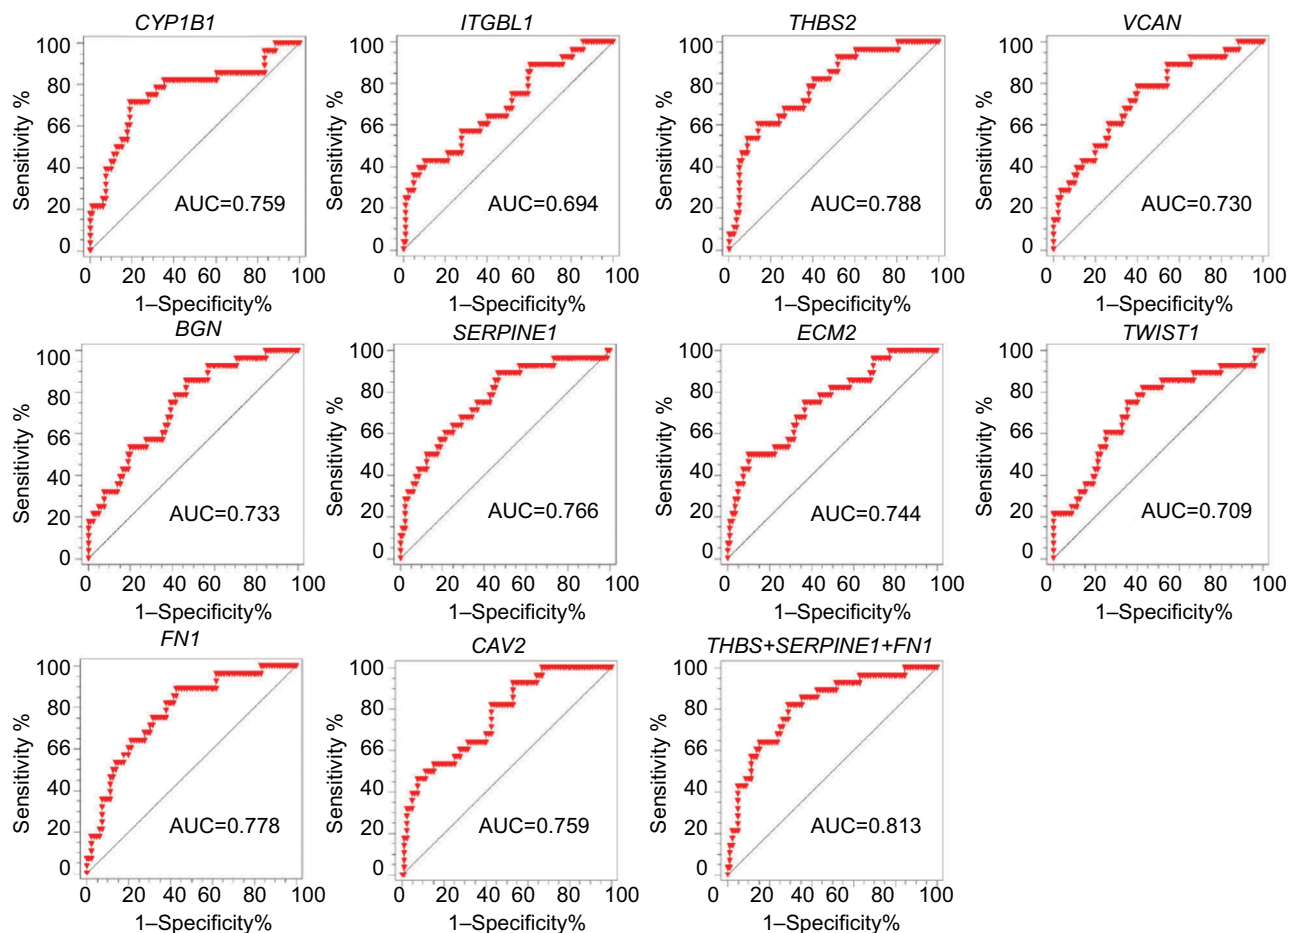 CYP1B1
Sensitivity %
100
80
66
40
20
0
AUC=0.759
0 20 40 60 80 100
1–Specificity%
ITGBL1
Sensitivity %
100
80
66
40
20
0
AUC=0.694
0 20 40 60 80 100
1–Specificity%
THBS2
Sensitivity %
100
80
66
40
20
0
AUC=0.788
0 20 40 60 80 100
1–Specificity%
VCAN
Sensitivity %
100
80
66
40
20
0
AUC=0.730
20 40 60 80 100
1–Specificity%
BGN
Sensitivity %
100
80
66
40
20
0
AUC=0.733
0 20 40 60 80 100
1–Specificity%
SERPINE1
Sensitivity %
100
80
66
40
20
0
AUC=0.766
0 20 40 60 80 100
1–Specificity%
ECM2
Sensitivity %
100
80
66
40
20
0
AUC=0.744
0 20 40 60 80 100
1–Specificity%
TWIST1
Sensitivity %
100
80
66
40
20
0
AUC=0.709
0 20 40 60 80 100
1–Specificity%
FN1
Sensitivity %
100
80
66
40
20
0
AUC=0.778
0 20 40 60 80 100
1–Specificity%
CAV2
Sensitivity %
100
80
66
40
20
0
AUC=0.759
0 20 40 60 80 100
1–Specificity%
THBS+SERPINE1+FN1
Sensitivity %
100
80
66
40
20
0
AUC=0.813
0 20 40 60 80 100
1–Specificity%